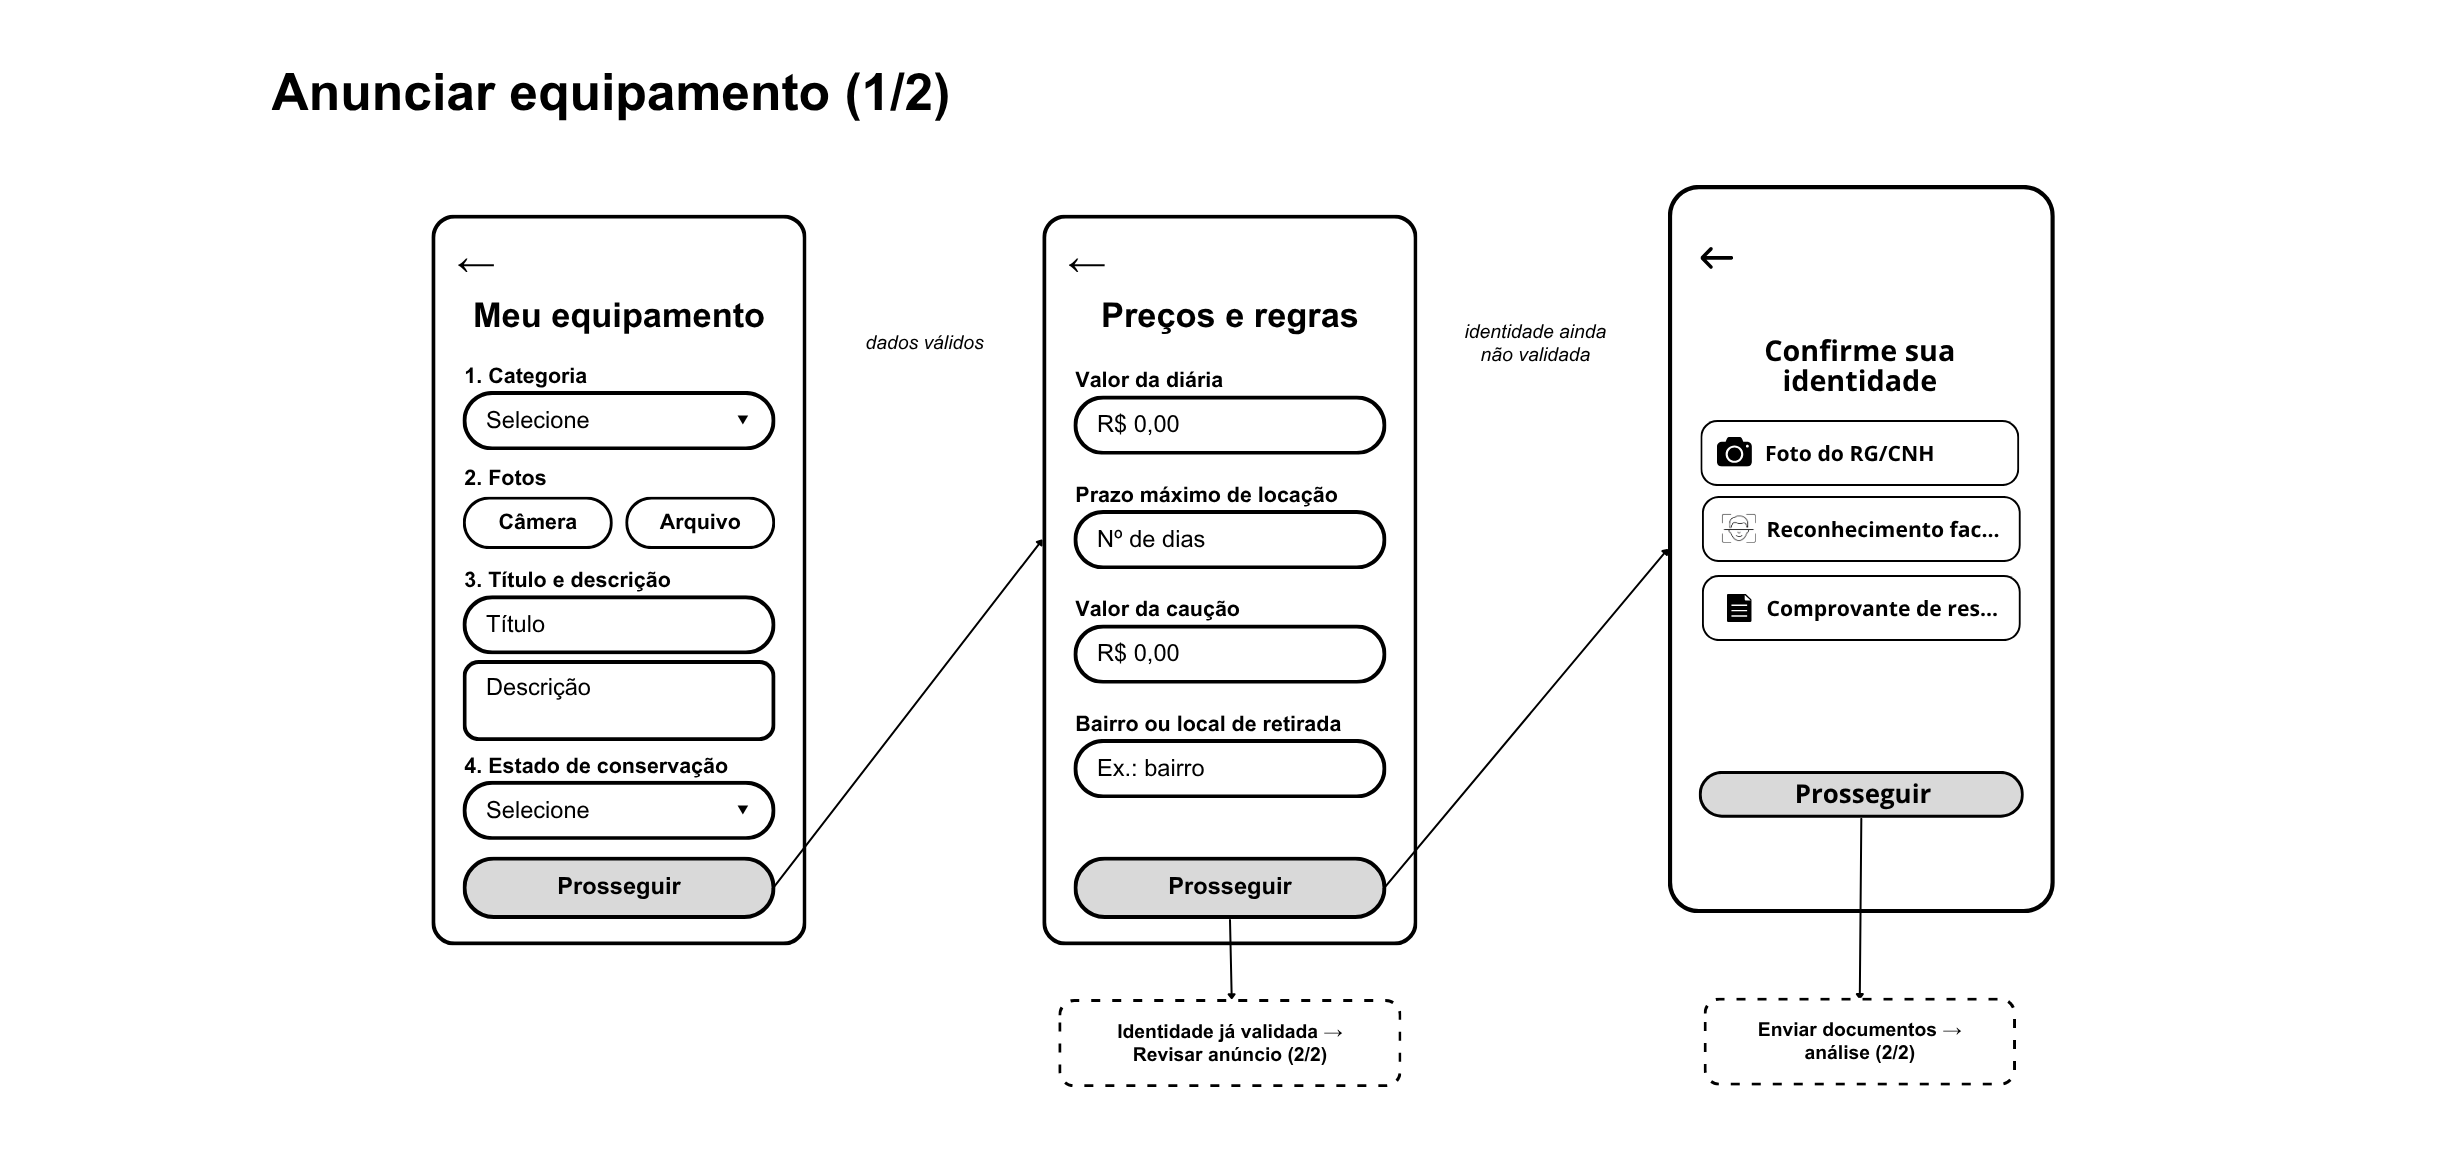 Anunciar equipamento (1/2)
←
Meu equipamento
1. Categoria
Selecione ▼
2. Fotos
Câmera Arquivo
3. Título e descrição
Título
Descrição
4. Estado de conservação
Selecione ▼
Prosseguir
dados válidos
←
Preços e regras
Valor da diária
R$ 0,00
Prazo máximo de locação
Nº de dias
Valor da caução
R$ 0,00
Bairro ou local de retirada
Ex.: bairro
Prosseguir
Identidade já validada →
Revisar anúncio (2/2)
identidade ainda
não validada
←
Confirme sua
identidade
Foto do RG/CNH
Reconhecimento fac...
Comprovante de res...
Prosseguir
Enviar documentos →
análise (2/2)